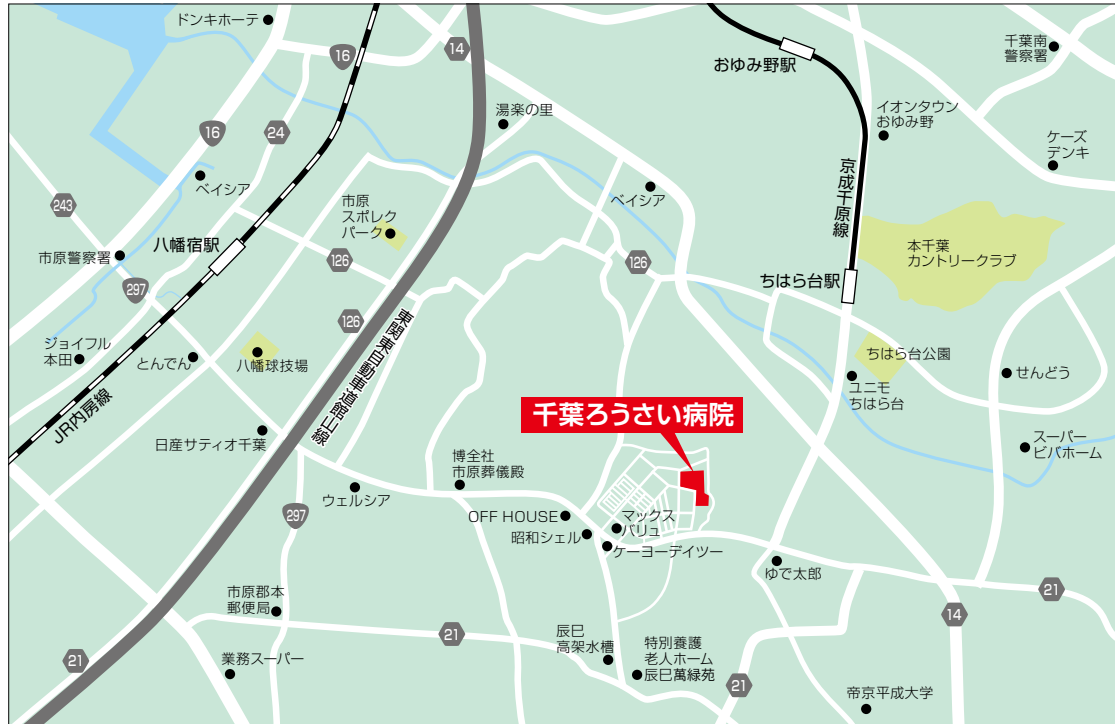 ドンキホーテ
16
14
おゆみ野駅
千葉南
警察署
16
24
湯楽の里
イオンタウン
おゆみ野
ケーズ
デンキ
243
ベイシア
市原
スポレク
パーク
ベイシア
京成千原線
市原警察署
八幡宿駅
126
126
ちはら台駅
本千葉
カントリークラブ
297
126
東関東自動車道館山線
ジョイフル
本田
とんでん
八幡球技場
ちはら台公園
ユニモ
ちはら台
せんどう
JR内房線
千葉ろうさい病院
日産サティオ千葉
スーパー
ビバホーム
博全社
市原葬儀殿
ウェルシア
297
OFF HOUSE
昭和シェル
マックス
バリュ
ケーヨーデイツー
ゆで太郎
21
市原郡本
郵便局
14
21
辰巳
高架水槽
特別養護
老人ホーム
辰巳萬緑苑
21
業務スーパー
21
帝京平成大学